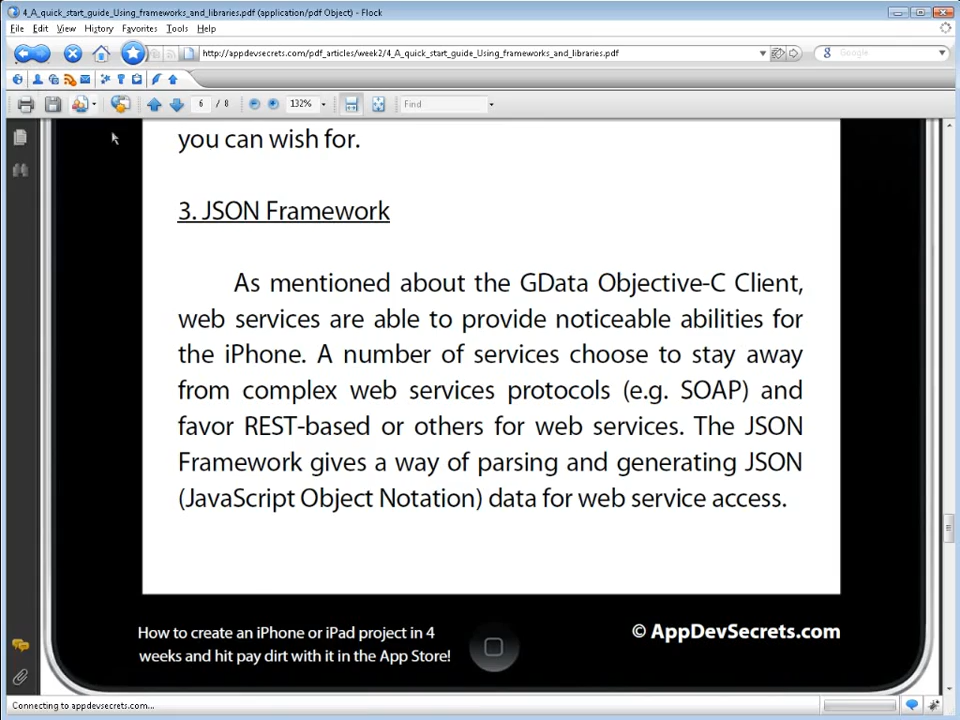 4_A_quick_start_guide_Using_frameworks_and_libraries.pdf (application/pdf Object) - Flock
File Edit View History Favorites Tools Help
http://appdevsecrets.com/pdf_articles/week2/4_A_quick_start_guide_Using_frameworks_and_libraries.pdf
Google
6 / 8 132% Find
you can wish for.
3. JSON Framework
As mentioned about the GData Objective-C Client,
web services are able to provide noticeable abilities for
the iPhone. A number of services choose to stay away
from complex web services protocols (e.g. SOAP) and
favor REST-based or others for web services. The JSON
Framework gives a way of parsing and generating JSON
(JavaScript Object Notation) data for web service access.
How to create an iPhone or iPad project in 4
weeks and hit pay dirt with it in the App Store!
© AppDevSecrets.com
Connecting to appdevsecrets.com...